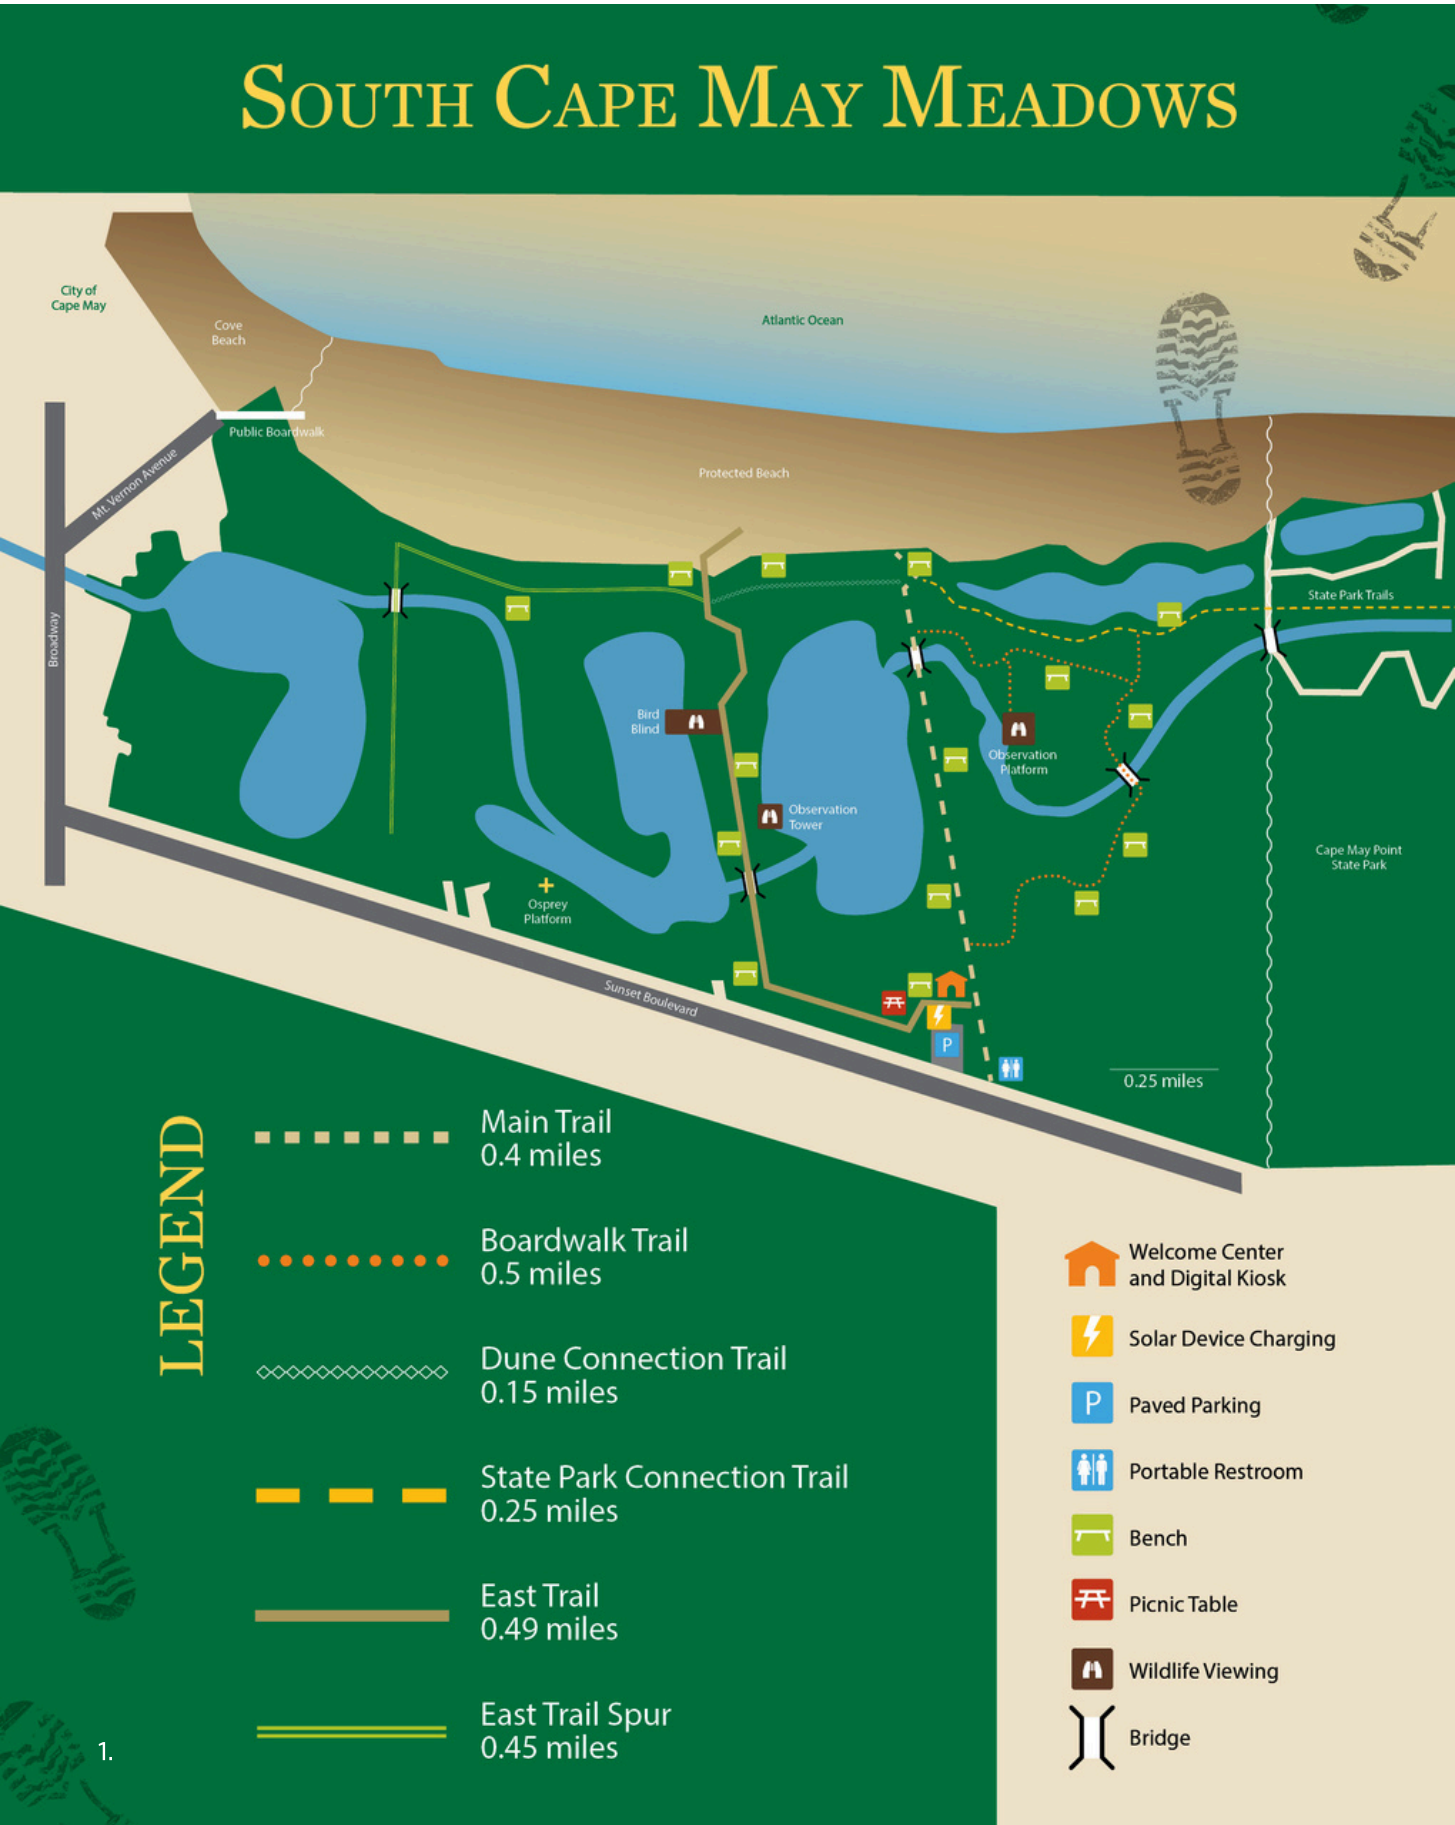 SOUTH CAPE MAY MEADOWS
City of
Cape May
Cove
Beach
Atlantic Ocean
Public Boardwalk
Mt. Vernon Avenue
Protected Beach
Broadway
State Park Trails
Bird
Blind
Observation
Platform
Observation
Tower
Cape May Point
State Park
Osprey
Platform
Sunset Boulevard
P
0.25 miles
LEGEND
Main Trail
0.4 miles
Boardwalk Trail
0.5 miles
Dune Connection Trail
0.15 miles
State Park Connection Trail
0.25 miles
East Trail
0.49 miles
East Trail Spur
0.45 miles
Welcome Center
and Digital Kiosk
Solar Device Charging
P
Paved Parking
Portable Restroom
Bench
Picnic Table
Wildlife Viewing
Bridge
1.